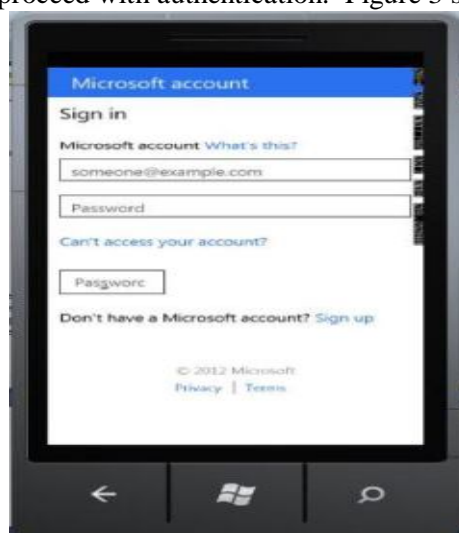 proceed with authentication. Figure 3 s
Microsoft account
Sign in
Microsoft account What's this?
someone@example.com
Password
Can't access your account?
Passworc
Don't have a Microsoft account? Sign up
© 2012 Microsoft
Privacy | Terms